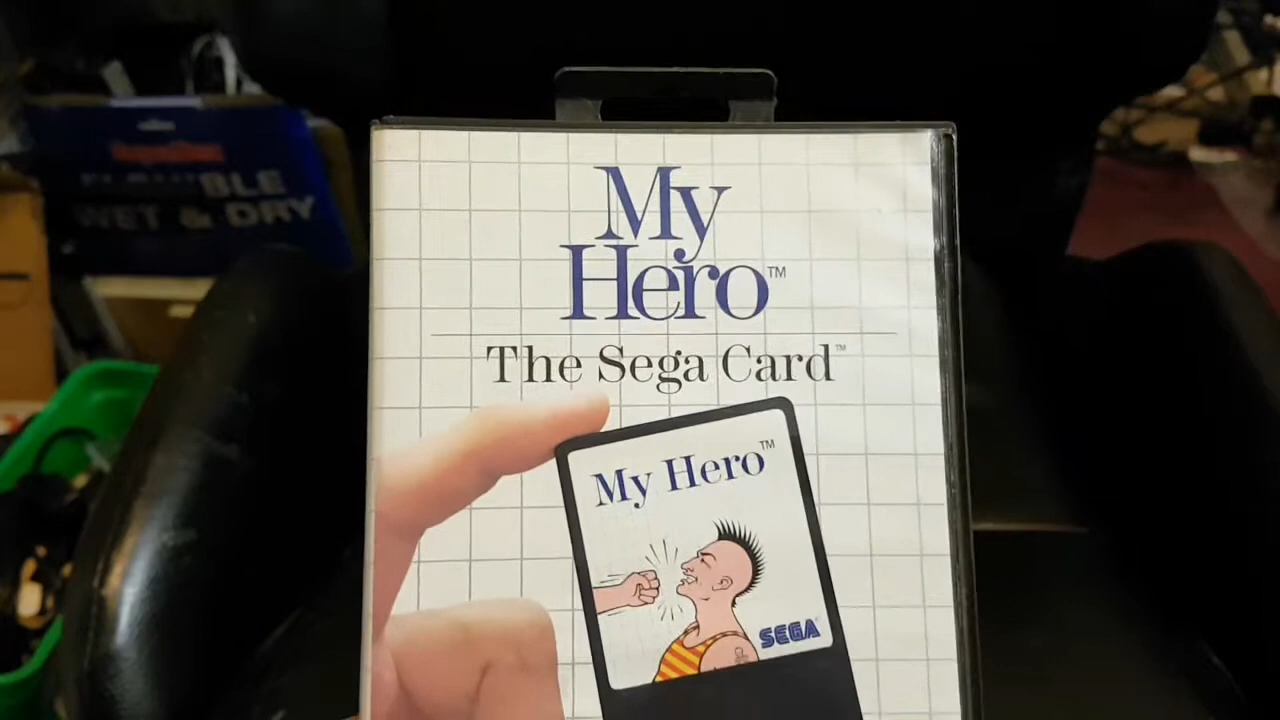 My
Hero™
The Sega Card™
My Hero™
SEGA
WET & DRY